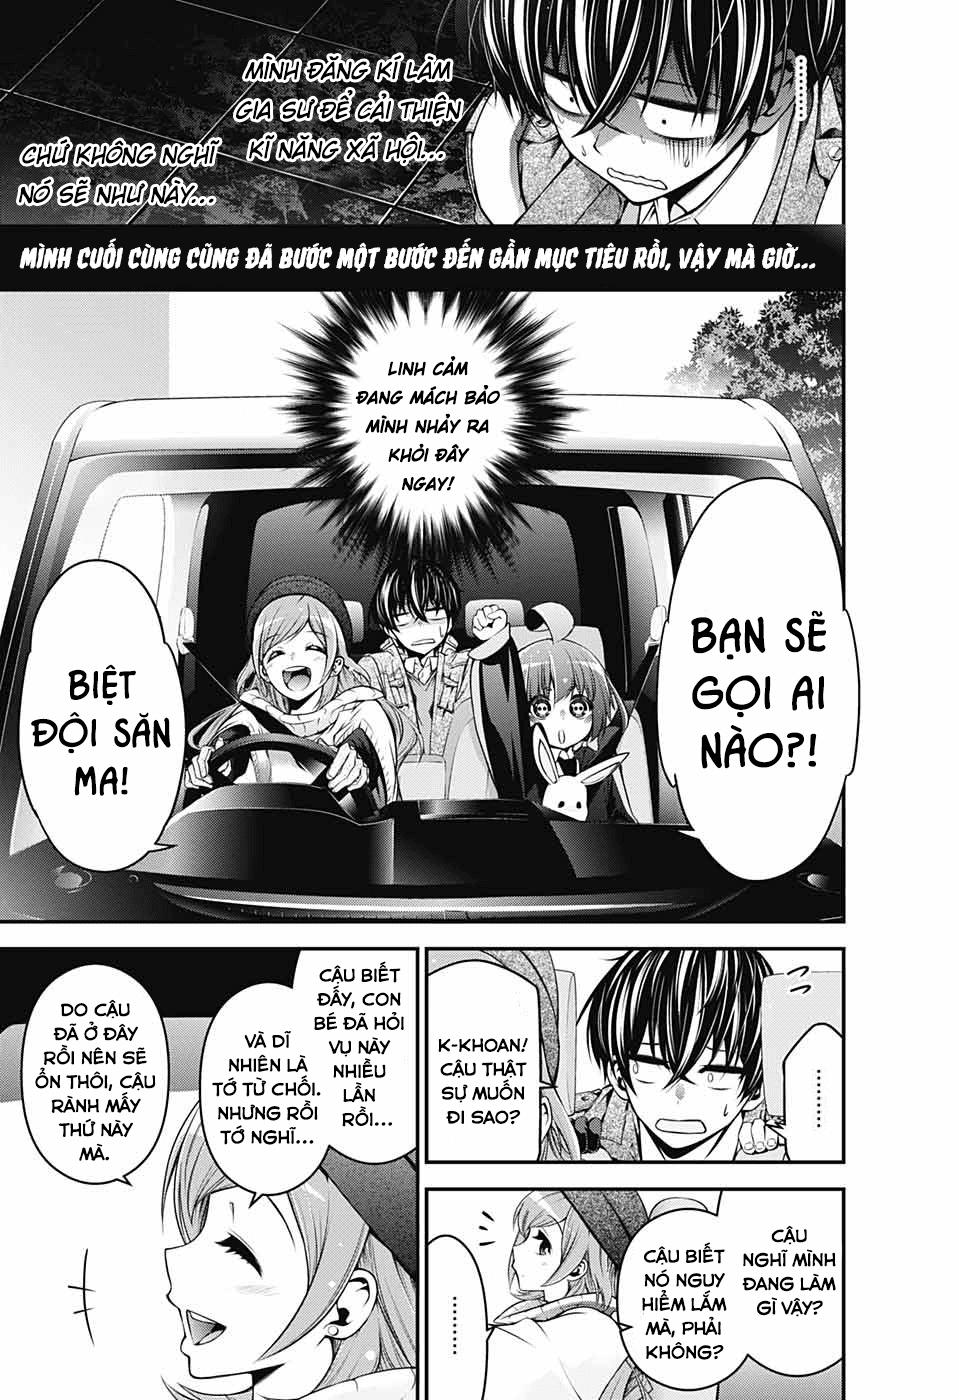 MÌNH ĐĂNG KÍ LÀM
GIA SƯ ĐỂ CẢI THIỆN
KĨ NĂNG XÃ HỘI...
CHỨ KHÔNG NGHĨ
NÓ SẼ NHƯ NÀY...
MÌNH CUỐI CÙNG CŨNG ĐÃ BƯỚC MỘT BƯỚC ĐẾN GẦN MỤC TIÊU RỒI, VẬY MÀ GIỜ...
LINH CẢM
ĐANG MÁCH BẢO
MÌNH NHẢY RA
KHỎI ĐÂY
NGAY!
BẠN SẼ
GỌI AI
NÀO?!
BIỆT
ĐỘI SĂN
MA!
K-KHOAN!
CẬU THẬT
SỰ MUỐN
ĐI SAO?
CẬU
NGHĨ MÌNH
ĐANG LÀM
GÌ VẬY?
CẬU BIẾT
NÓ NGUY
HIỂM LẮM
MÀ, PHẢI
KHÔNG?
CẬU BIẾT
ĐẤY, CON
BÉ ĐÃ HỎI
VỤ NÀY
NHIỀU
LẦN
RỒI...
VÀ DĨ
NHIÊN LÀ
TỚ TỪ CHỐI.
NHƯNG RỒI
TỚ NGHĨ...
DO CẬU
ĐÃ Ở ĐÂY
RỒI NÊN SẼ
ỔN THÔI, CẬU
RÀNH MẤY
THỨ NÀY
MÀ.